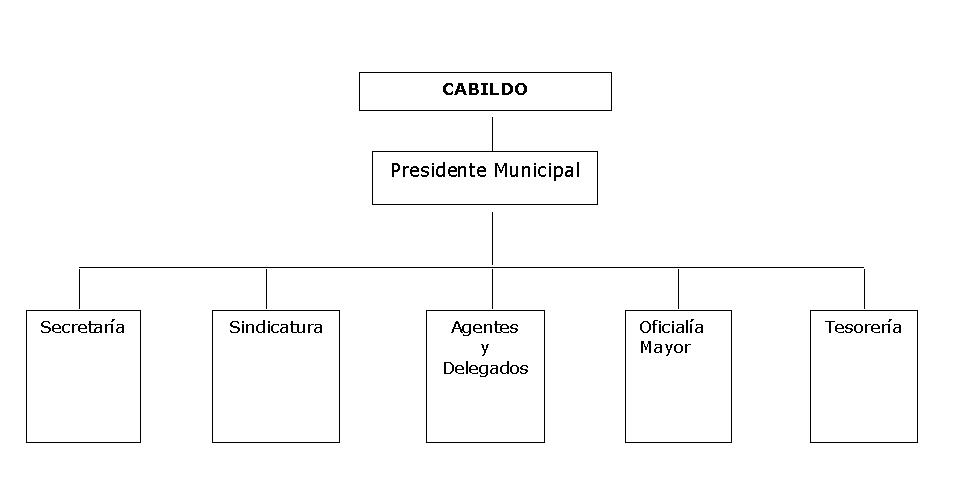 CABILDO
Presidente Municipal
Secretaría
Sindicatura
Agentes
y
Delegados
Oficialía
Mayor
Tesorería